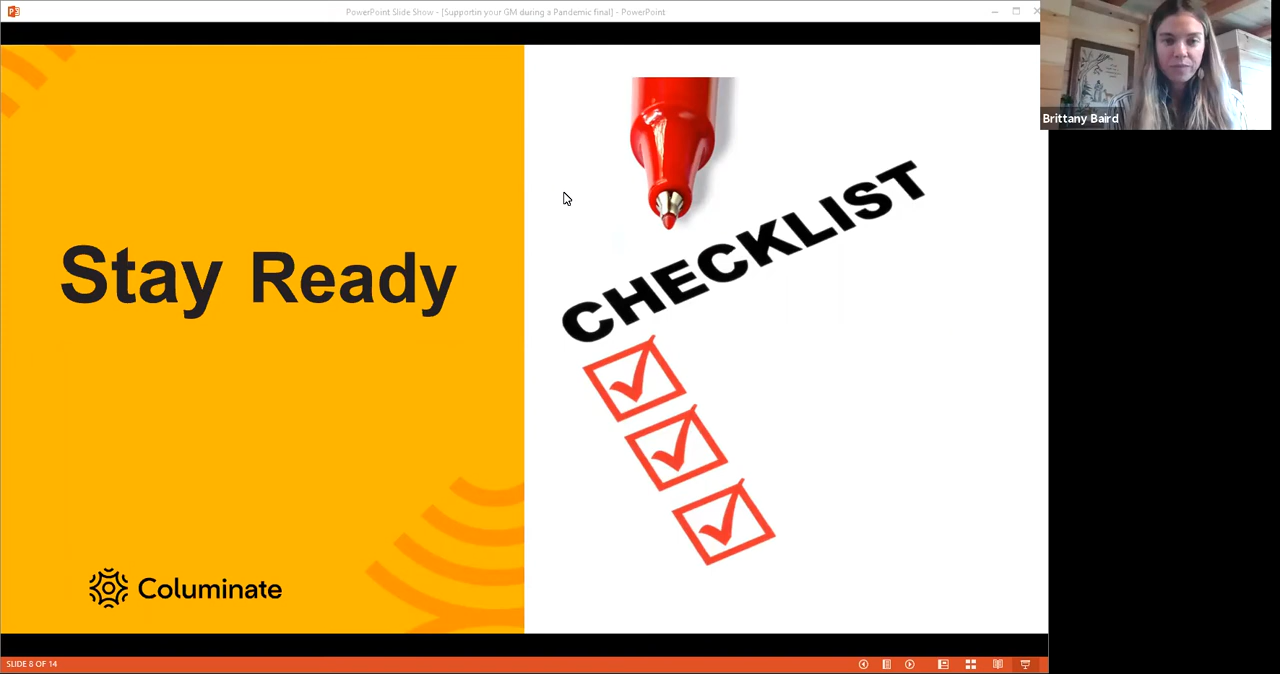 PowerPoint Slide Show - [Supportin your GM during a Pandemic final] - PowerPoint
Brittany Baird
Stay Ready
CHECKLIST
Columinate
SLIDE 8 OF 14